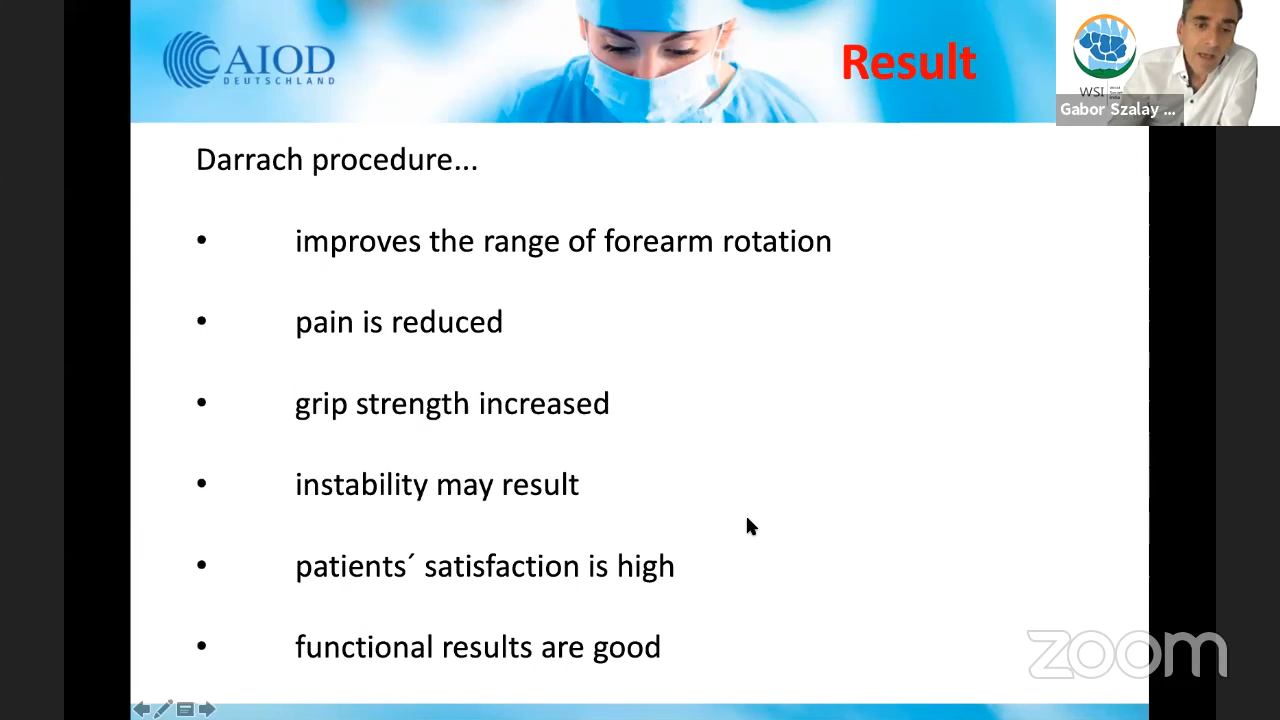 CAIOD
DEUTSCHLAND
Result
WSI
Gabor Szalay ...
Darrach procedure...
• improves the range of forearm rotation
• pain is reduced
• grip strength increased
• instability may result
• patients´ satisfaction is high
• functional results are good
zoom